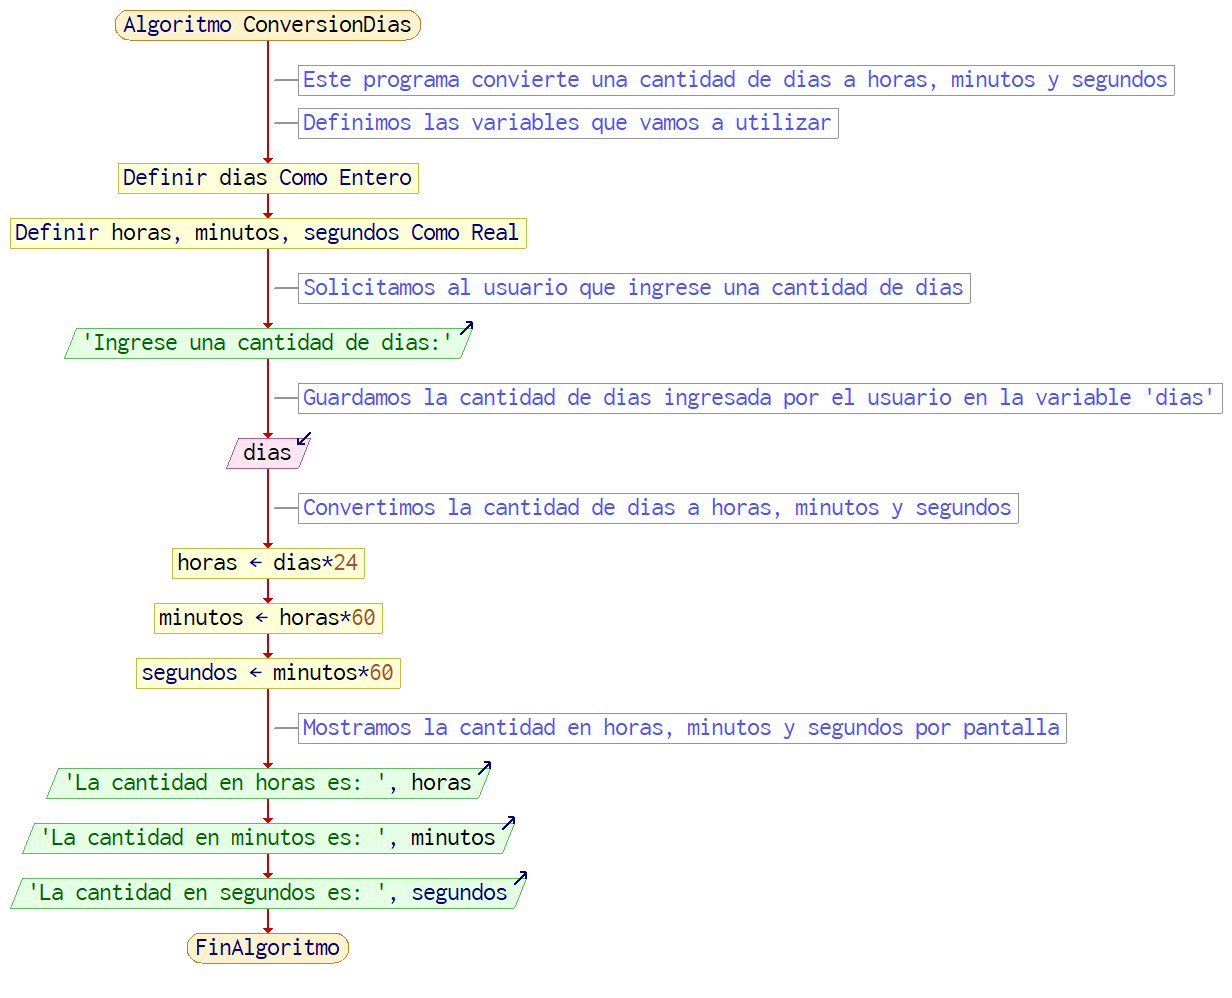 Algoritmo ConversionDias
Este programa convierte una cantidad de dias a horas, minutos y segundos
Definimos las variables que vamos a utilizar
Definir dias Como Entero
Definir horas, minutos, segundos Como Real
Solicitamos al usuario que ingrese una cantidad de dias
'Ingrese una cantidad de dias:'
Guardamos la cantidad de dias ingresada por el usuario en la variable 'dias'
dias
Convertimos la cantidad de dias a horas, minutos y segundos
horas ← dias*24
minutos ← horas*60
segundos ← minutos*60
Mostramos la cantidad en horas, minutos y segundos por pantalla
'La cantidad en horas es: ', horas
'La cantidad en minutos es: ', minutos
'La cantidad en segundos es: ', segundos
FinAlgoritmo